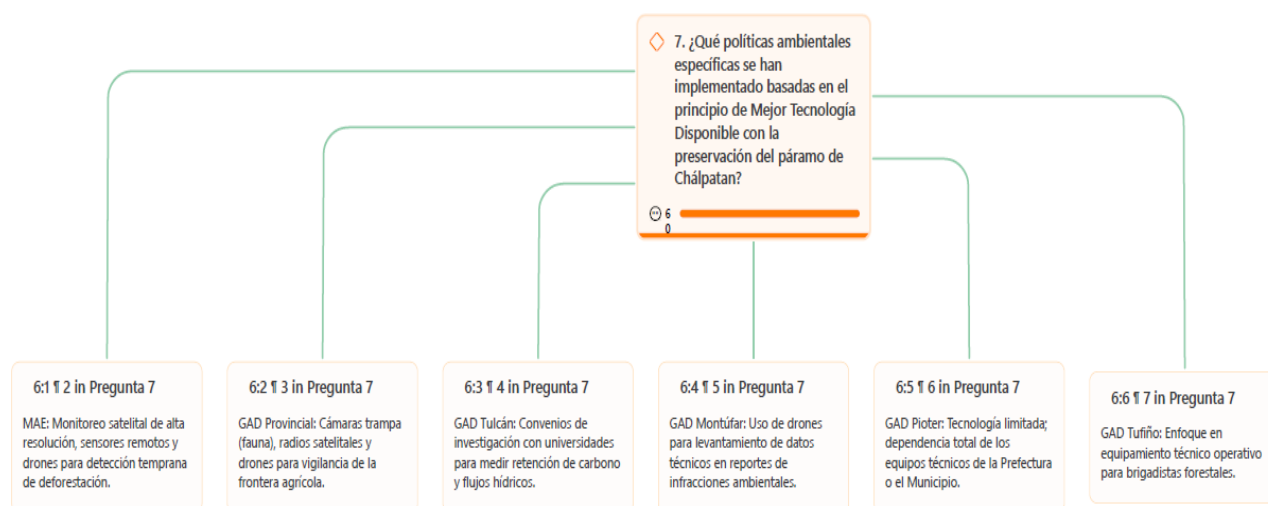 7. ¿Qué políticas ambientales
específicas se han
implementado basadas en el
principio de Mejor Tecnología
Disponible con la
preservación del páramo de
Chálpatan?
6
0
6:1 ¶ 2 in Pregunta 7
MAE: Monitoreo satelital de alta
resolución, sensores remotos y
drones para detección temprana
de deforestación.
6:2 ¶ 3 in Pregunta 7
GAD Provincial: Cámaras trampa
(fauna), radios satelitales y
drones para vigilancia de la
frontera agrícola.
6:3 ¶ 4 in Pregunta 7
GAD Tulcán: Convenios de
investigación con universidades
para medir retención de carbono
y flujos hídricos.
6:4 ¶ 5 in Pregunta 7
GAD Montúfar: Uso de drones
para levantamiento de datos
técnicos en reportes de
infracciones ambientales.
6:5 ¶ 6 in Pregunta 7
GAD Pioter: Tecnología limitada;
dependencia total de los
equipos técnicos de la Prefectura
o el Municipio.
6:6 ¶ 7 in Pregunta 7
GAD Tufiño: Enfoque en
equipamiento técnico operativo
para brigadistas forestales.